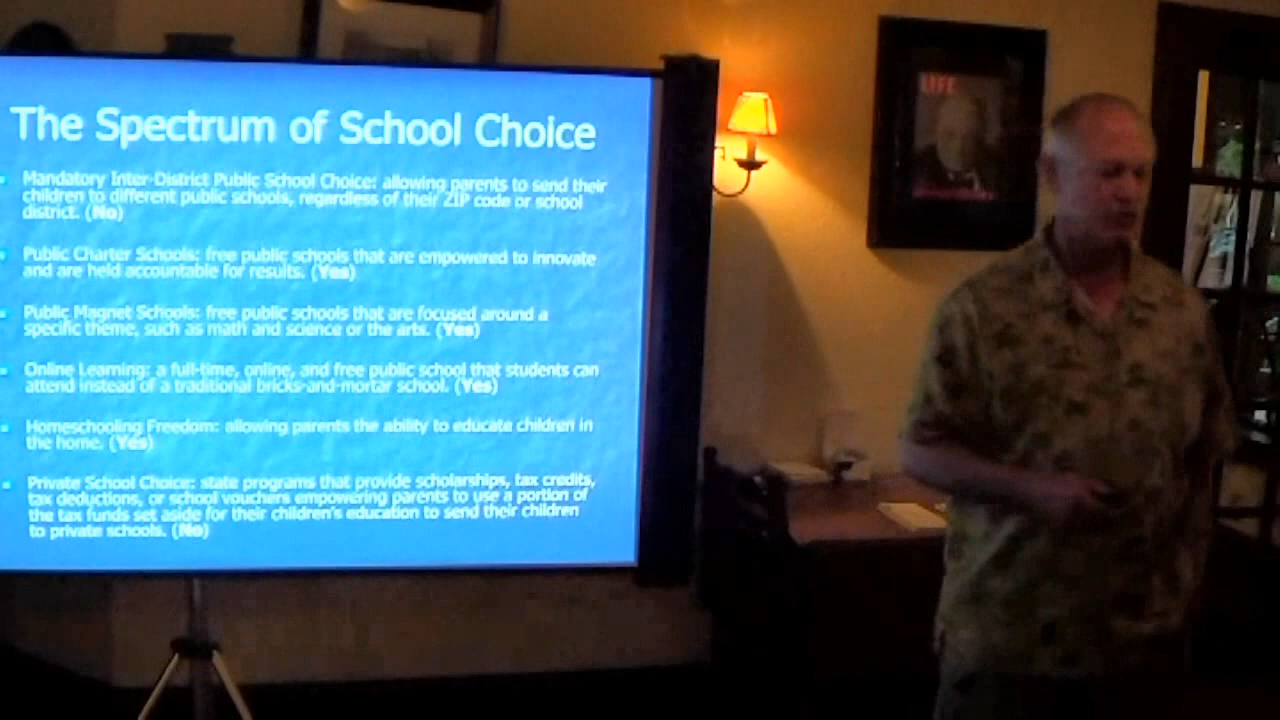 The Spectrum of School Choice
Mandatory Inter-District Public School Choice: allowing parents to send their
children to different public schools, regardless of their ZIP code or school
district. (No)
Public Charter Schools: free public schools that are empowered to innovate
and are held accountable for results. (Yes)
Public Magnet Schools: free public schools that are focused around a
specific theme, such as math and science or the arts. (Yes)
Online Learning: a full-time, online, and free public school that students can
attend instead of a traditional bricks-and-mortar school. (Yes)
Homeschooling Freedom: allowing parents the ability to educate children in
the home. (Yes)
Private School Choice: state programs that provide scholarships, tax credits,
tax deductions, or school vouchers empowering parents to use a portion of
the tax funds set aside for their children's education to send their children
to private schools. (No)
LIFE